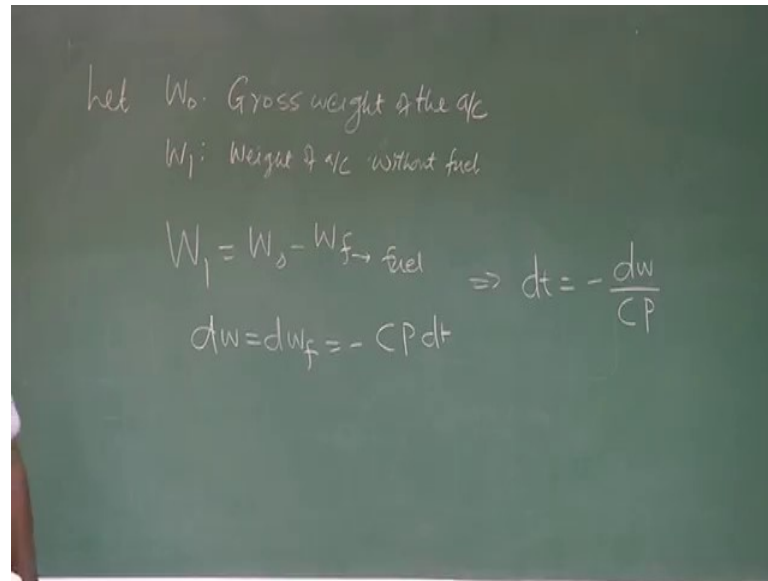 Let W₀: Gross weight of the a/c
W₁: Weight of a/c without fuel
W₁ = W₀ - W_f → fuel
dw = dw_f = - CP dt ⇒ dt = - dw/CP